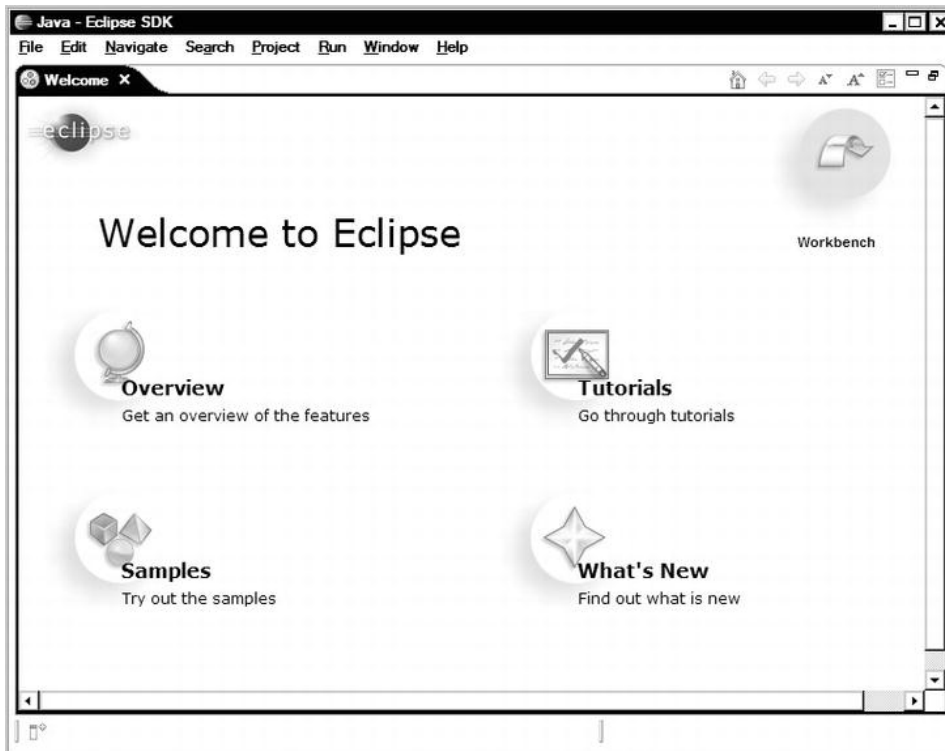 Java - Eclipse SDK
File Edit Navigate Search Project Run Window Help
Welcome
eclipse
Welcome to Eclipse
Workbench
Overview
Get an overview of the features
Tutorials
Go through tutorials
Samples
Try out the samples
What's New
Find out what is new